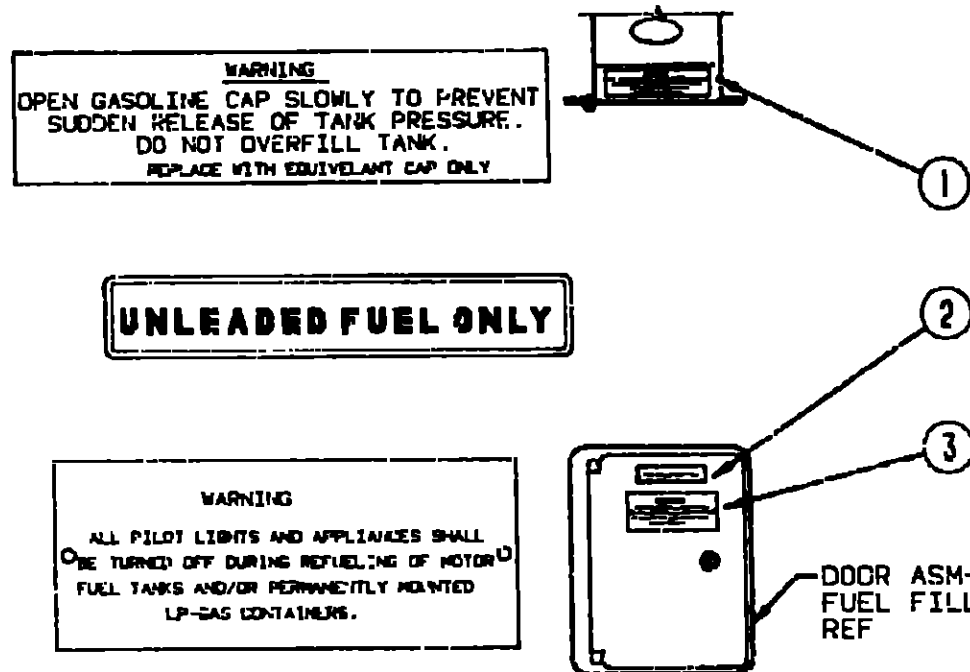 WARNING
OPEN GASOLINE CAP SLOWLY TO PREVENT
SUDDEN RELEASE OF TANK PRESSURE.
DO NOT OVERFILL TANK.
REPLACE WITH EQUIVELANT CAP ONLY
1
UNLEADED FUEL ONLY
2
3
WARNING
ALL PILOT LIGHTS AND APPLIANCES SHALL
BE TURNED OFF DURING REFUELING OF MOTOR
FUEL TANKS AND/OR PERMANENTLY MOUNTED
LP-GAS CONTAINERS.
DOOR ASM-
FUEL FILL
REF